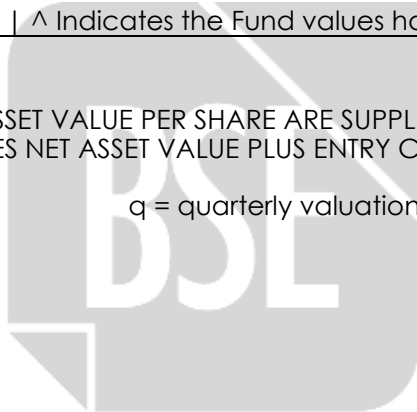 | ^ Indicates the Fund values
SSET VALUE PER SHARE ARE SUPPL
ES NET ASSET VALUE PLUS ENTRY
q = quarterly valuation
BSE